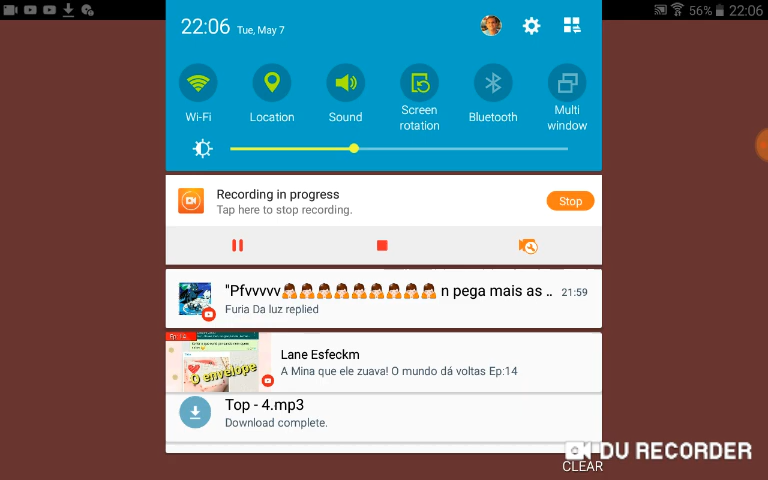 56% 22:06
22:06 Tue, May 7
Wi-Fi
Location
Sound
Screen
rotation
Bluetooth
Multi
window
Recording in progress
Tap here to stop recording.
Stop
"Pfvvvvv🙇🙇🙇🙇🙇🙇🙇🙇🙇 n pega mais as .. 21:59
Furia Da luz replied
O envelope
Lane Esfeckm
A Mina que ele zuava! O mundo dá voltas Ep:14
Top - 4.mp3
Download complete.
DU RECORDER
CLEAR